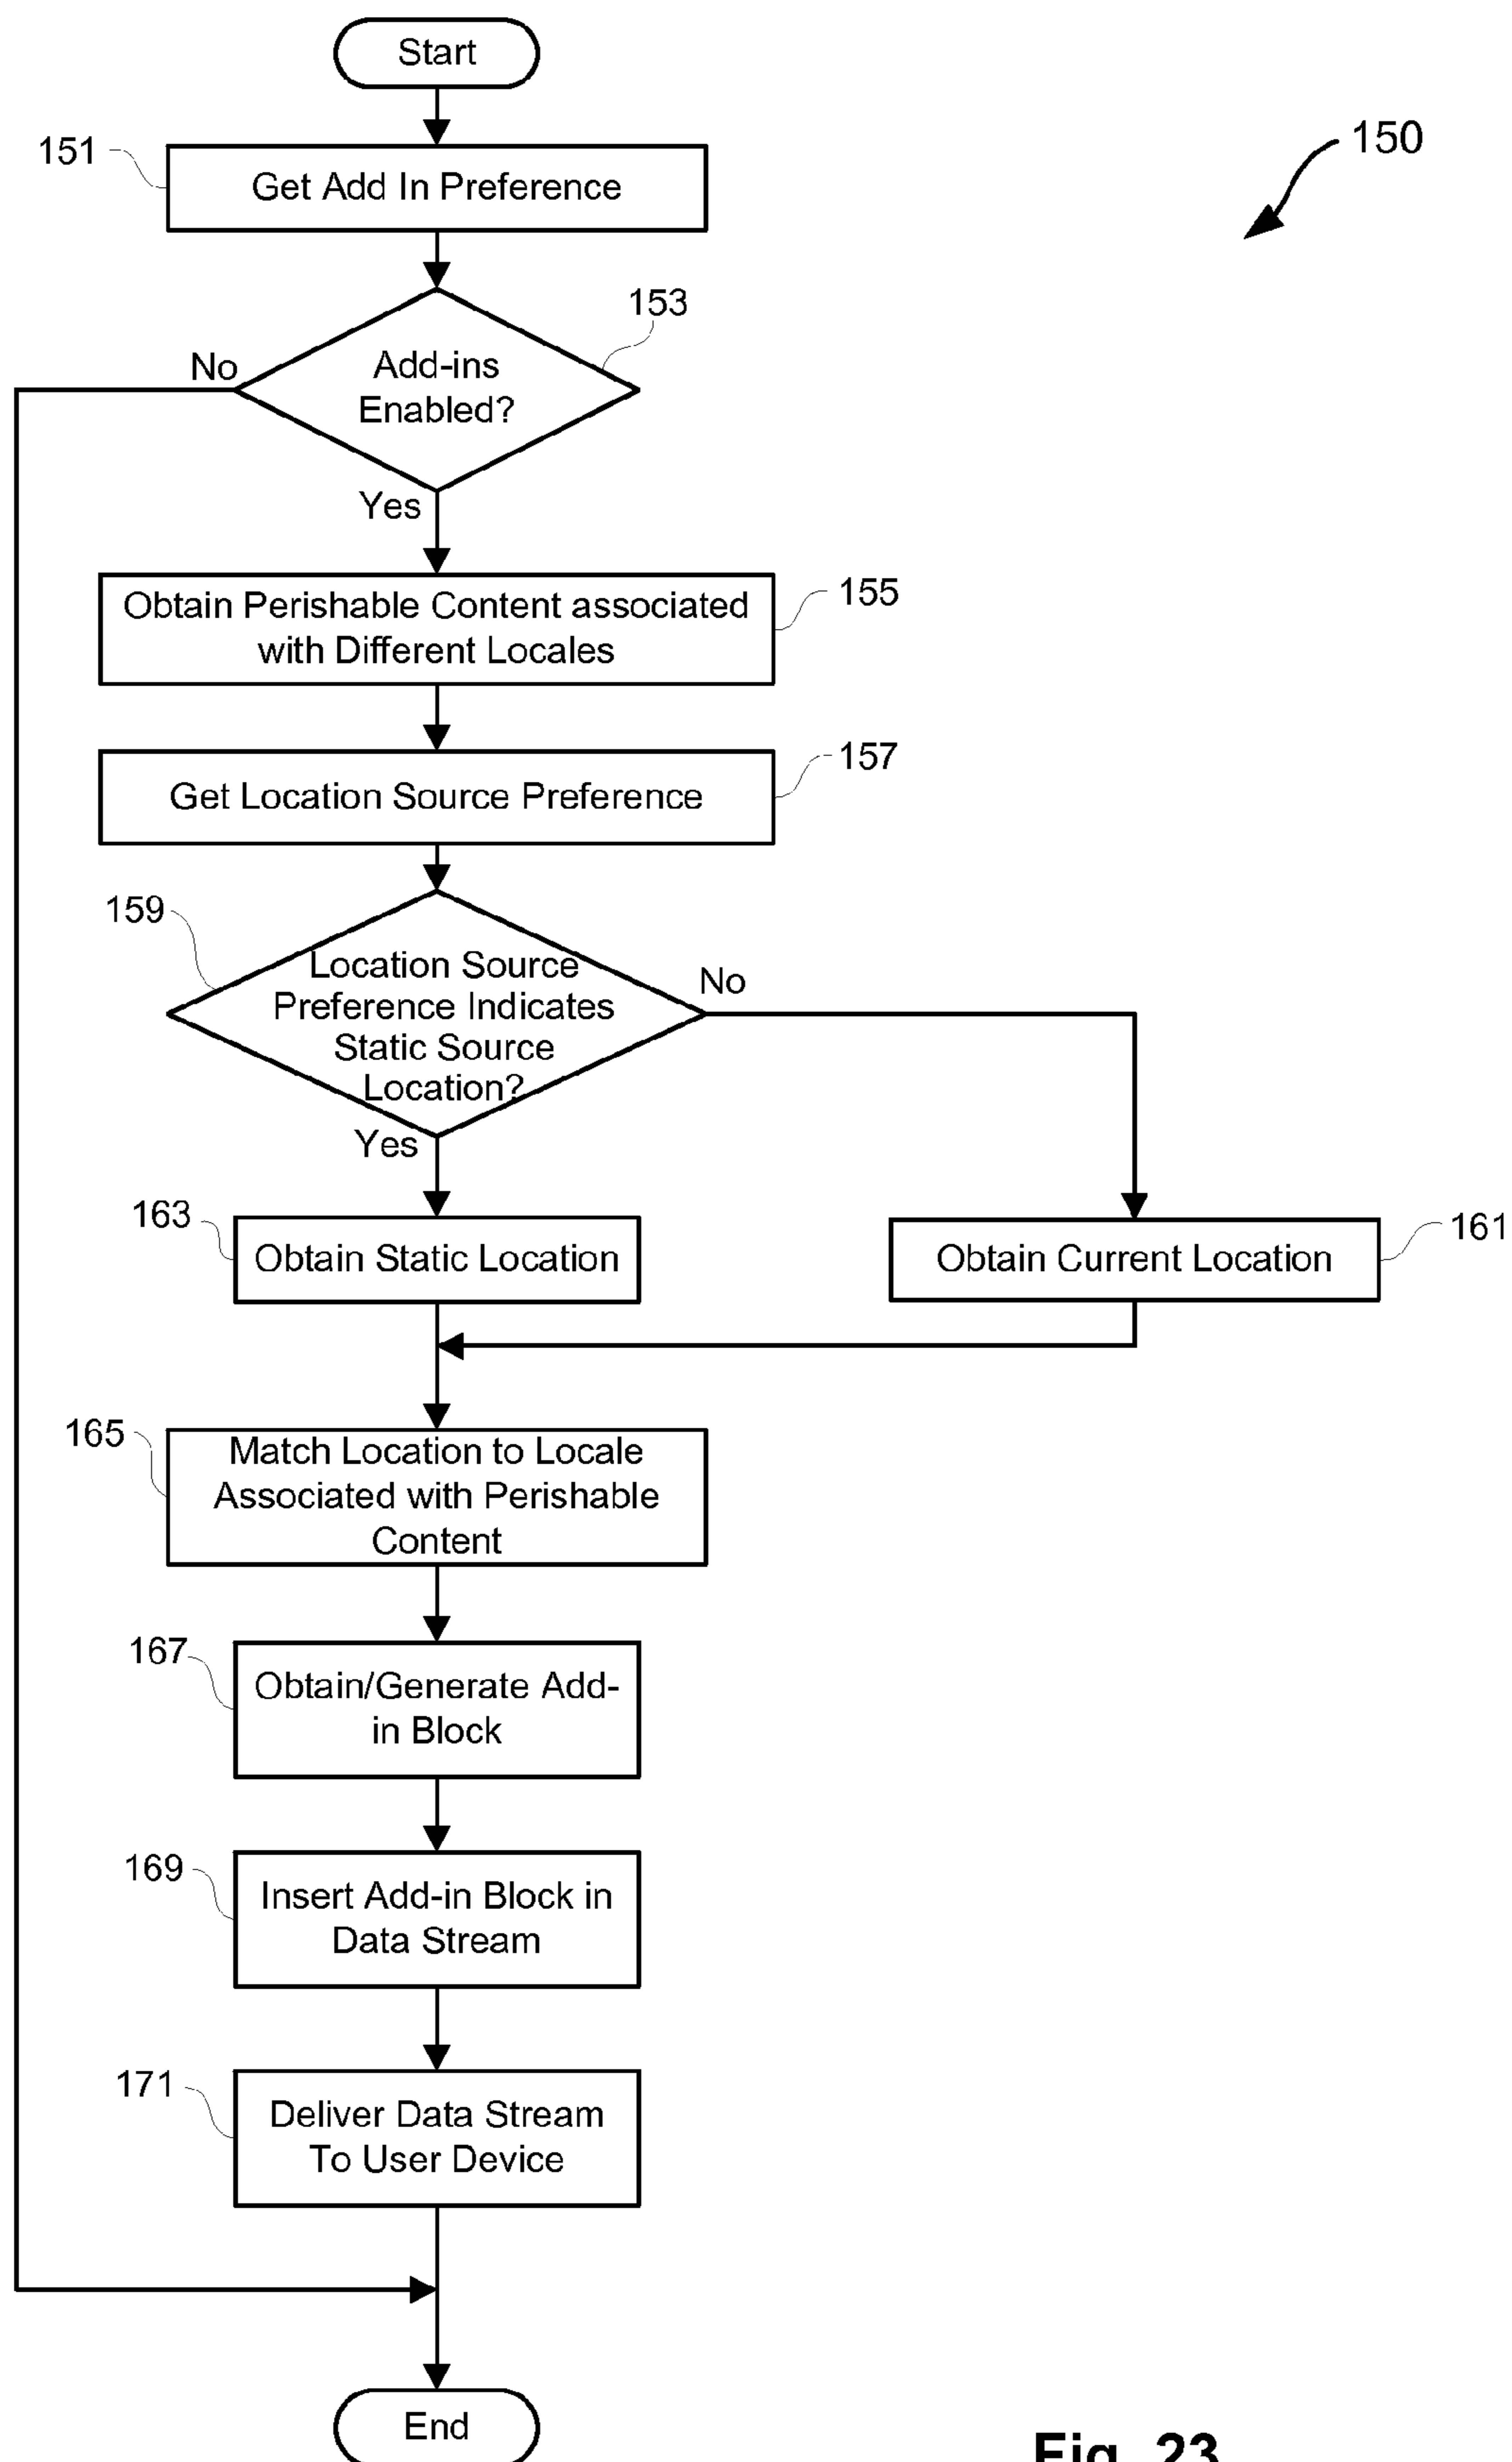 Start
150
151
Get Add In Preference
153
No
Add-ins
Enabled?
Yes
155
Obtain Perishable Content associated
with Different Locales
157
Get Location Source Preference
159
Location Source
Preference Indicates
Static Source
Location?
No
Yes
163
Obtain Static Location
161
Obtain Current Location
165
Match Location to Locale
Associated with Perishable
Content
167
Obtain/Generate Add-
in Block
169
Insert Add-in Block in
Data Stream
171
Deliver Data Stream
To User Device
End
Fig. 23